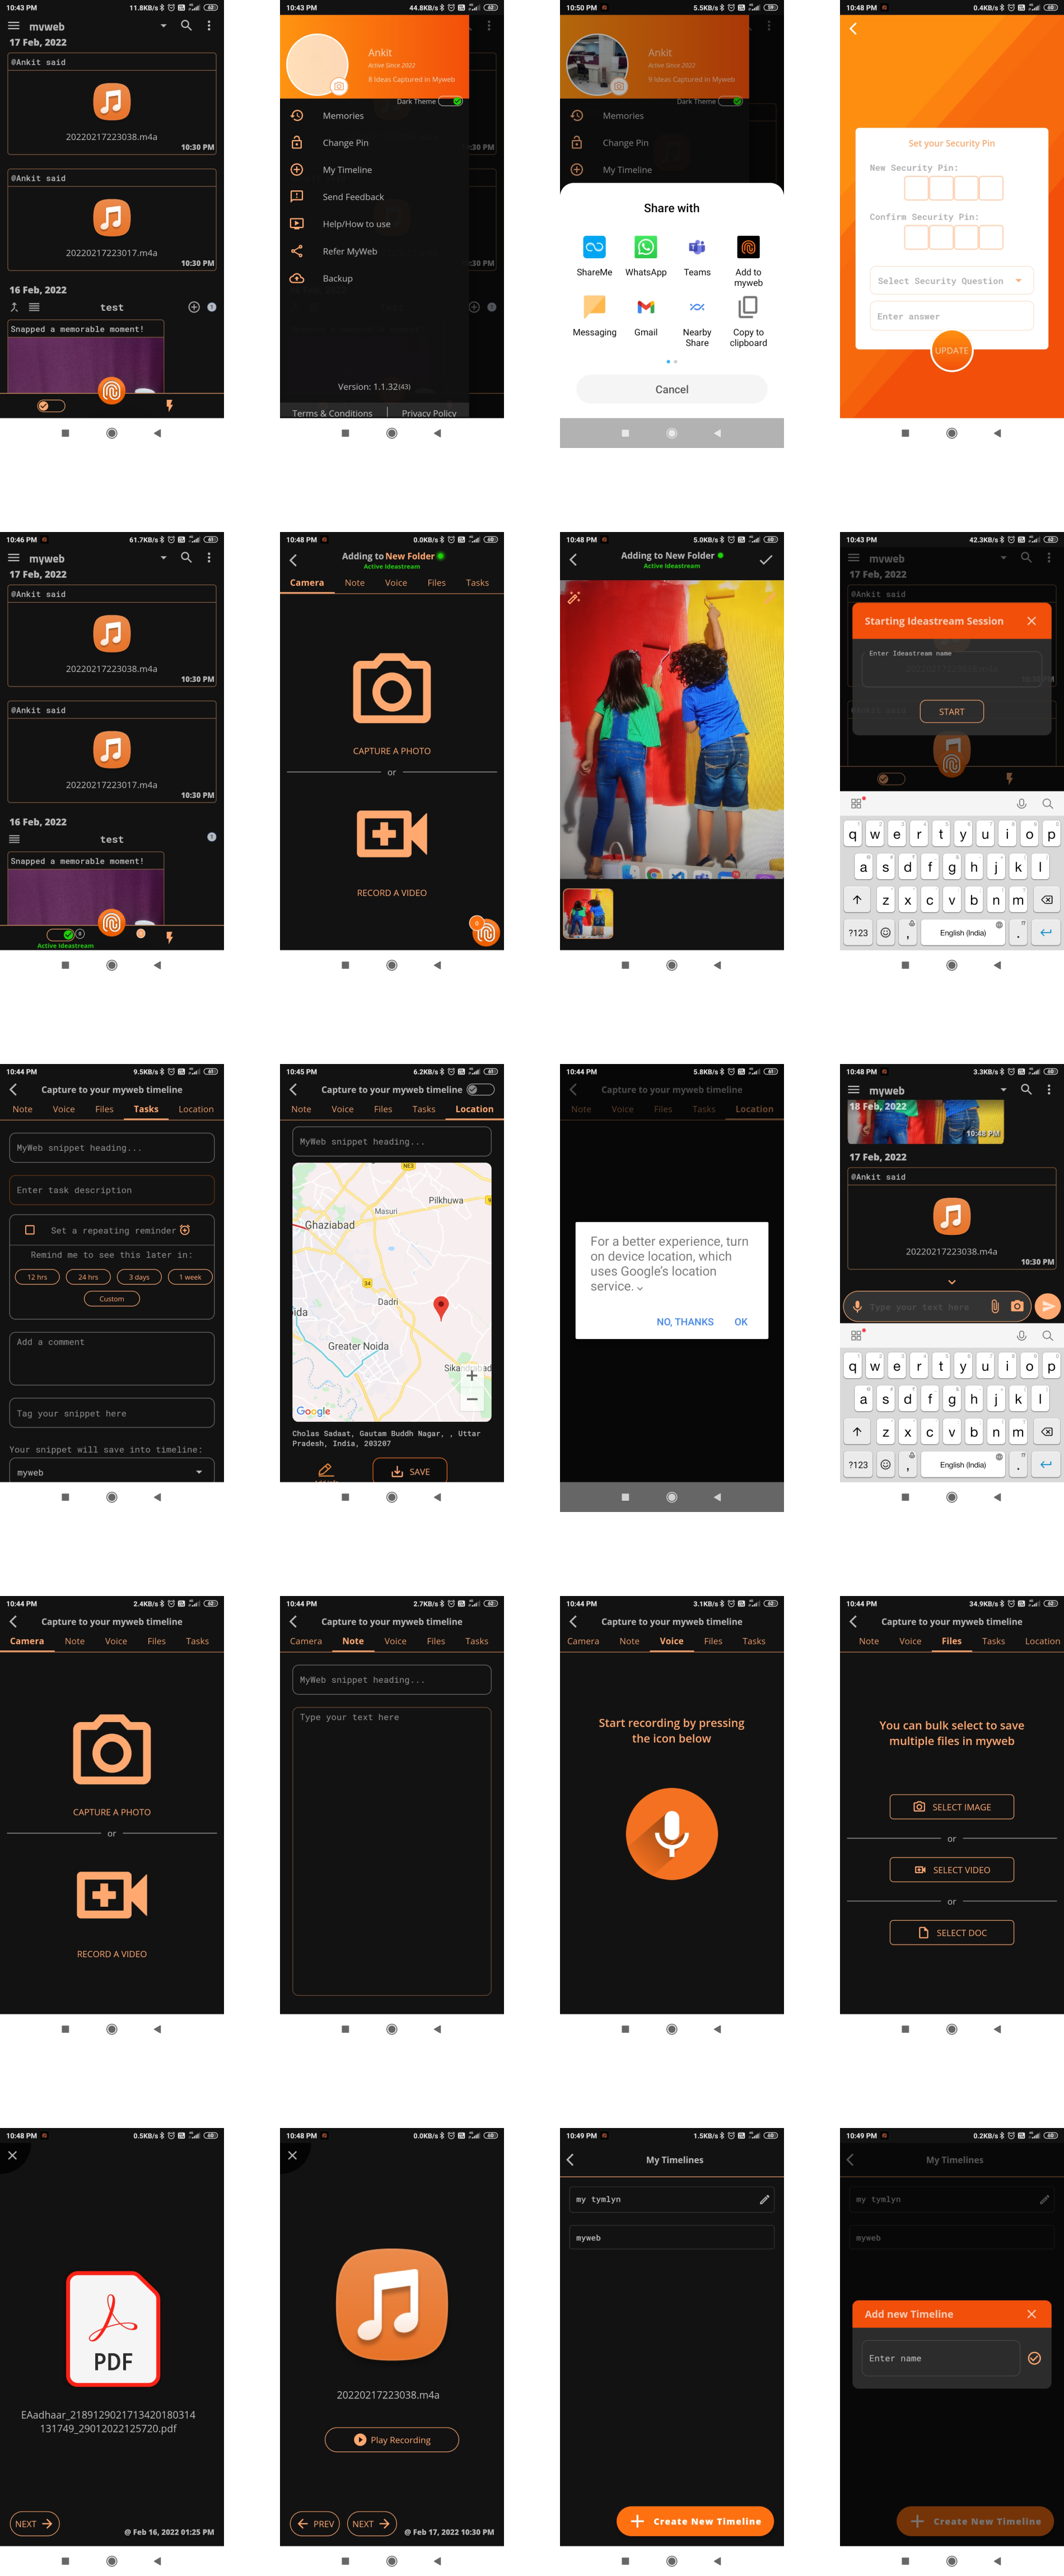 10:43 PM 11.8KB/s
myweb
17 Feb, 2022
@Ankit said
20220217223038.m4a
10:30 PM
@Ankit said
20220217223017.m4a
10:30 PM
16 Feb, 2022
test
Snapped a memorable moment!
10:43 PM 44.8KB/s
Ankit
Active Since 2022
8 Ideas Captured in Myweb
Dark Theme
Memories
Change Pin
My Timeline
Send Feedback
Help/How to use
Refer MyWeb
Backup
Version: 1.1.32(43)
Terms & Conditions | Privacy Policy
10:50 PM 5.5KB/s
Ankit
Active Since 2022
9 Ideas Captured in Myweb
Dark Theme
Memories
Change Pin
My Timeline
Share with
ShareMe WhatsApp Teams Add to
myweb
Messaging Gmail Nearby
Share Copy to
clipboard
Cancel
10:48 PM 0.4KB/s
Set your Security Pin
New Security Pin:
Confirm Security Pin:
Select Security Question
Enter answer
UPDATE
10:46 PM 61.7KB/s
myweb
17 Feb, 2022
@Ankit said
20220217223038.m4a
10:30 PM
@Ankit said
20220217223017.m4a
10:30 PM
16 Feb, 2022
test
Snapped a memorable moment!
Active Ideastream
10:48 PM 0.0KB/s
Adding to New Folder
Active Ideastream
Camera Note Voice Files Tasks
CAPTURE A PHOTO
or
RECORD A VIDEO
10:48 PM 5.0KB/s
Adding to New Folder
Active Ideastream
10:43 PM 42.3KB/s
myweb
17 Feb, 2022
@Ankit said
Starting Ideastream Session
Enter Ideastream name
START
q w e r t y u i o p
a s d f g h j k l
z x c v b n m
?123 , English (India) .
10:44 PM 9.5KB/s
Capture to your myweb timeline
Note Voice Files Tasks Location
MyWeb snippet heading...
Enter task description
Set a repeating reminder
Remind me to see this later in:
12 hrs 24 hrs 3 days 1 week
Custom
Add a comment
Tag your snippet here
Your snippet will save into timeline:
myweb
10:45 PM 6.2KB/s
Capture to your myweb timeline
Note Voice Files Tasks Location
MyWeb snippet heading...
NE3
Pilkhuwa
Masuri
Ghaziabad
34
Dadri
ida
Greater Noida
Google
Cholas Sadaat, Gautam Buddh Nagar, , Uttar
Pradesh, India, 203207
SAVE
10:44 PM 5.8KB/s
Capture to your myweb timeline
Note Voice Files Tasks Location
For a better experience, turn
on device location, which
uses Google's location
service.
NO, THANKS OK
10:48 PM 3.3KB/s
myweb
18 Feb, 2022
10:48 PM
17 Feb, 2022
@Ankit said
20220217223038.m4a
10:30 PM
Type your text here
q w e r t y u i o p
a s d f g h j k l
z x c v b n m
?123 , English (India) .
10:44 PM 2.4KB/s
Capture to your myweb timeline
Camera Note Voice Files Tasks
CAPTURE A PHOTO
or
RECORD A VIDEO
10:44 PM 2.7KB/s
Capture to your myweb timeline
Camera Note Voice Files Tasks
MyWeb snippet heading...
Type your text here
10:44 PM 3.1KB/s
Capture to your myweb timeline
Camera Note Voice Files Tasks
Start recording by pressing
the icon below
10:44 PM 34.9KB/s
Capture to your myweb timeline
Note Voice Files Tasks Location
You can bulk select to save
multiple files in myweb
SELECT IMAGE
or
SELECT VIDEO
or
SELECT DOC
10:48 PM 0.5KB/s
PDF
EAadhaar_2189129021713420180314
131749_29012022125720.pdf
NEXT
@ Feb 16, 2022 01:25 PM
10:48 PM 0.0KB/s
20220217223038.m4a
Play Recording
PREV NEXT
@ Feb 17, 2022 10:30 PM
10:49 PM 1.5KB/s
My Timelines
my tymlyn
myweb
Create New Timeline
10:49 PM 0.2KB/s
My Timelines
my tymlyn
myweb
Add new Timeline
Enter name
Create New Timeline